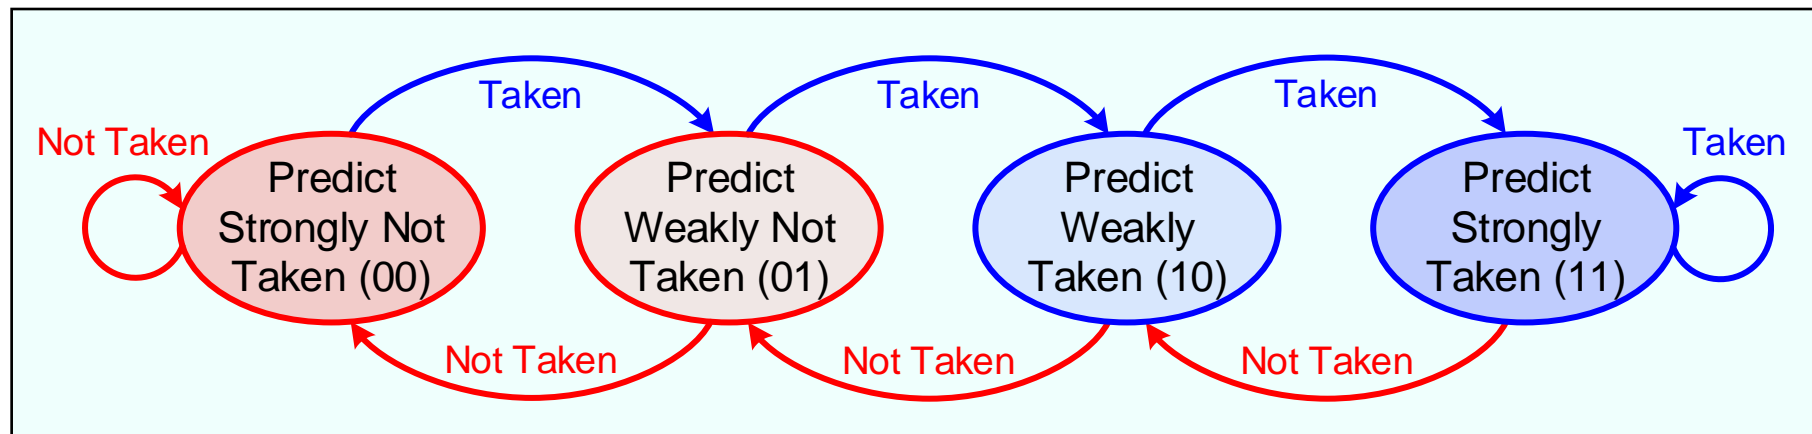 Taken
Taken
Taken
Not Taken
Taken
Predict
Strongly Not
Taken (00)
Predict
Weakly Not
Taken (01)
Predict
Weakly
Taken (10)
Predict
Strongly
Taken (11)
Not Taken
Not Taken
Not Taken